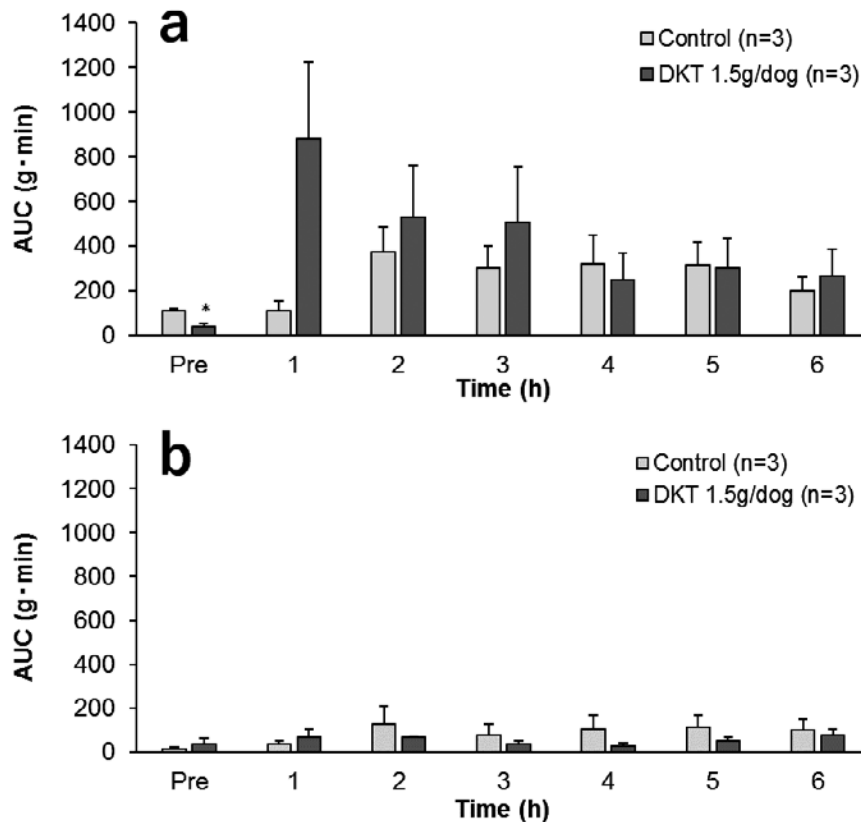 a
1400
1200
1000
800
600
400
200
0
AUC (g・min)
Control (n=3)
DKT 1.5g/dog (n=3)
*
Pre 1 2 3 4 5 6
Time (h)
b
1400
1200
1000
800
600
400
200
0
AUC (g・min)
Control (n=3)
DKT 1.5g/dog (n=3)
Pre 1 2 3 4 5 6
Time (h)